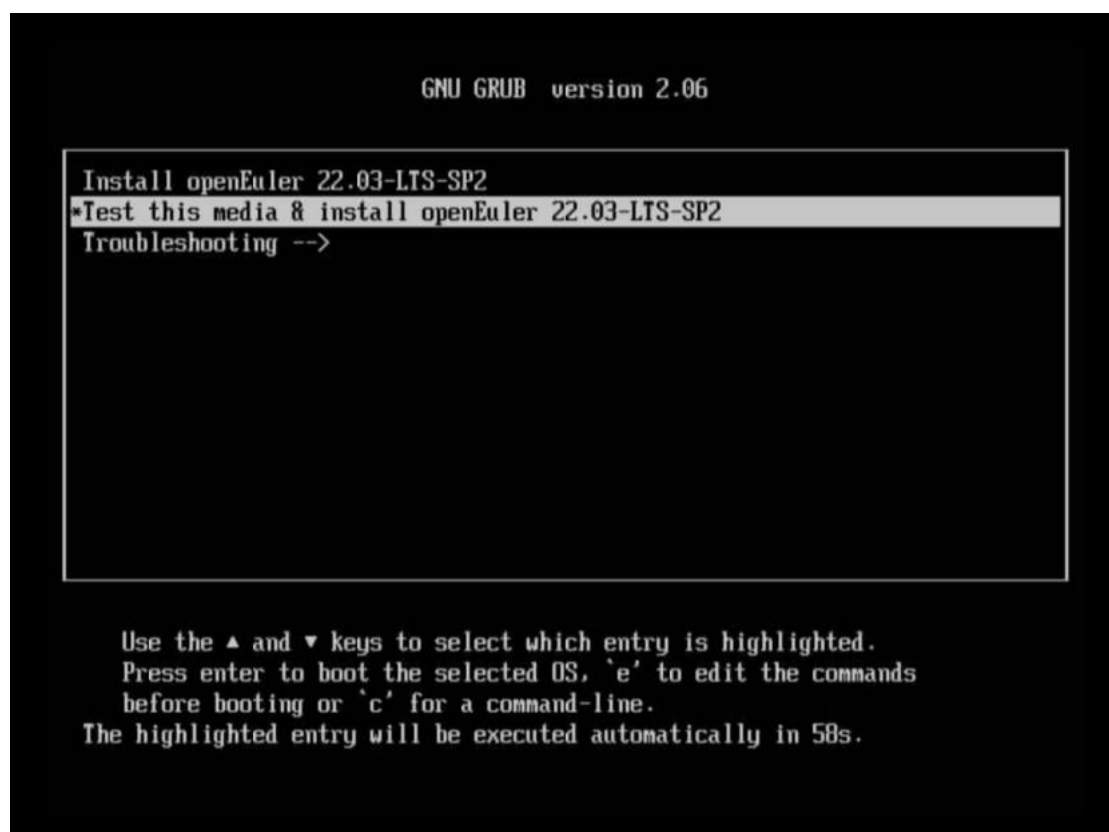 GNU GRUB version 2.06
Install openEuler 22.03-LTS-SP2
*Test this media & install openEuler 22.03-LTS-SP2
Troubleshooting -->
Use the ▲ and ▼ keys to select which entry is highlighted.
Press enter to boot the selected OS, `e' to edit the commands
before booting or `c' for a command-line.
The highlighted entry will be executed automatically in 58s.